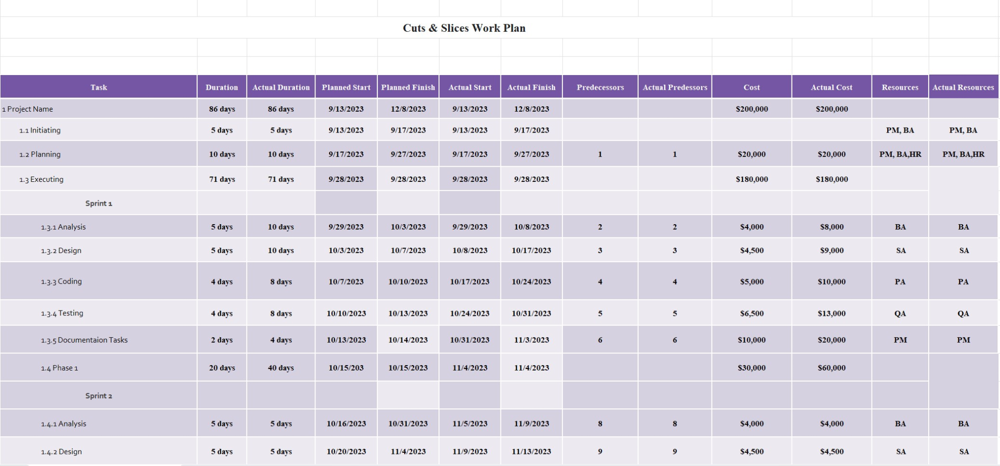 Cuts & Slices Work Plan
Task Duration Actual Duration Planned Start Planned Finish Actual Start Actual Finish Predecessors Actual Predessors Cost Actual Cost Resources Actual Resources
1 Project Name 86 days 86 days 9/13/2023 12/8/2023 9/13/2023 12/8/2023 $200,000 $200,000
1.1 Initiating 5 days 5 days 9/13/2023 9/17/2023 9/13/2023 9/17/2023 PM, BA PM, BA
1.2 Planning 10 days 10 days 9/17/2023 9/27/2023 9/17/2023 9/27/2023 1 1 $20,000 $20,000 PM, BA,HR PM, BA,HR
1.3 Executing 71 days 71 days 9/28/2023 9/28/2023 9/28/2023 9/28/2023 $180,000 $180,000
Sprint 1
1.3.1 Analysis 5 days 10 days 9/29/2023 10/3/2023 9/29/2023 10/8/2023 2 2 $4,000 $8,000 BA BA
1.3.2 Design 5 days 10 days 10/3/2023 10/7/2023 10/8/2023 10/17/2023 3 3 $4,500 $9,000 SA SA
1.3.3 Coding 4 days 8 days 10/7/2023 10/10/2023 10/17/2023 10/24/2023 4 4 $5,000 $10,000 PA PA
1.3.4 Testing 4 days 8 days 10/10/2023 10/13/2023 10/24/2023 10/31/2023 5 5 $6,500 $13,000 QA QA
1.3.5 Documentaion Tasks 2 days 4 days 10/13/2023 10/14/2023 10/31/2023 11/3/2023 6 6 $10,000 $20,000 PM PM
1.4 Phase 1 20 days 40 days 10/15/203 10/15/2023 11/4/2023 11/4/2023 $30,000 $60,000
Sprint 2
1.4.1 Analysis 5 days 5 days 10/16/2023 10/31/2023 11/5/2023 11/9/2023 8 8 $4,000 $4,000 BA BA
1.4.2 Design 5 days 5 days 10/20/2023 11/4/2023 11/9/2023 11/13/2023 9 9 $4,500 $4,500 SA SA